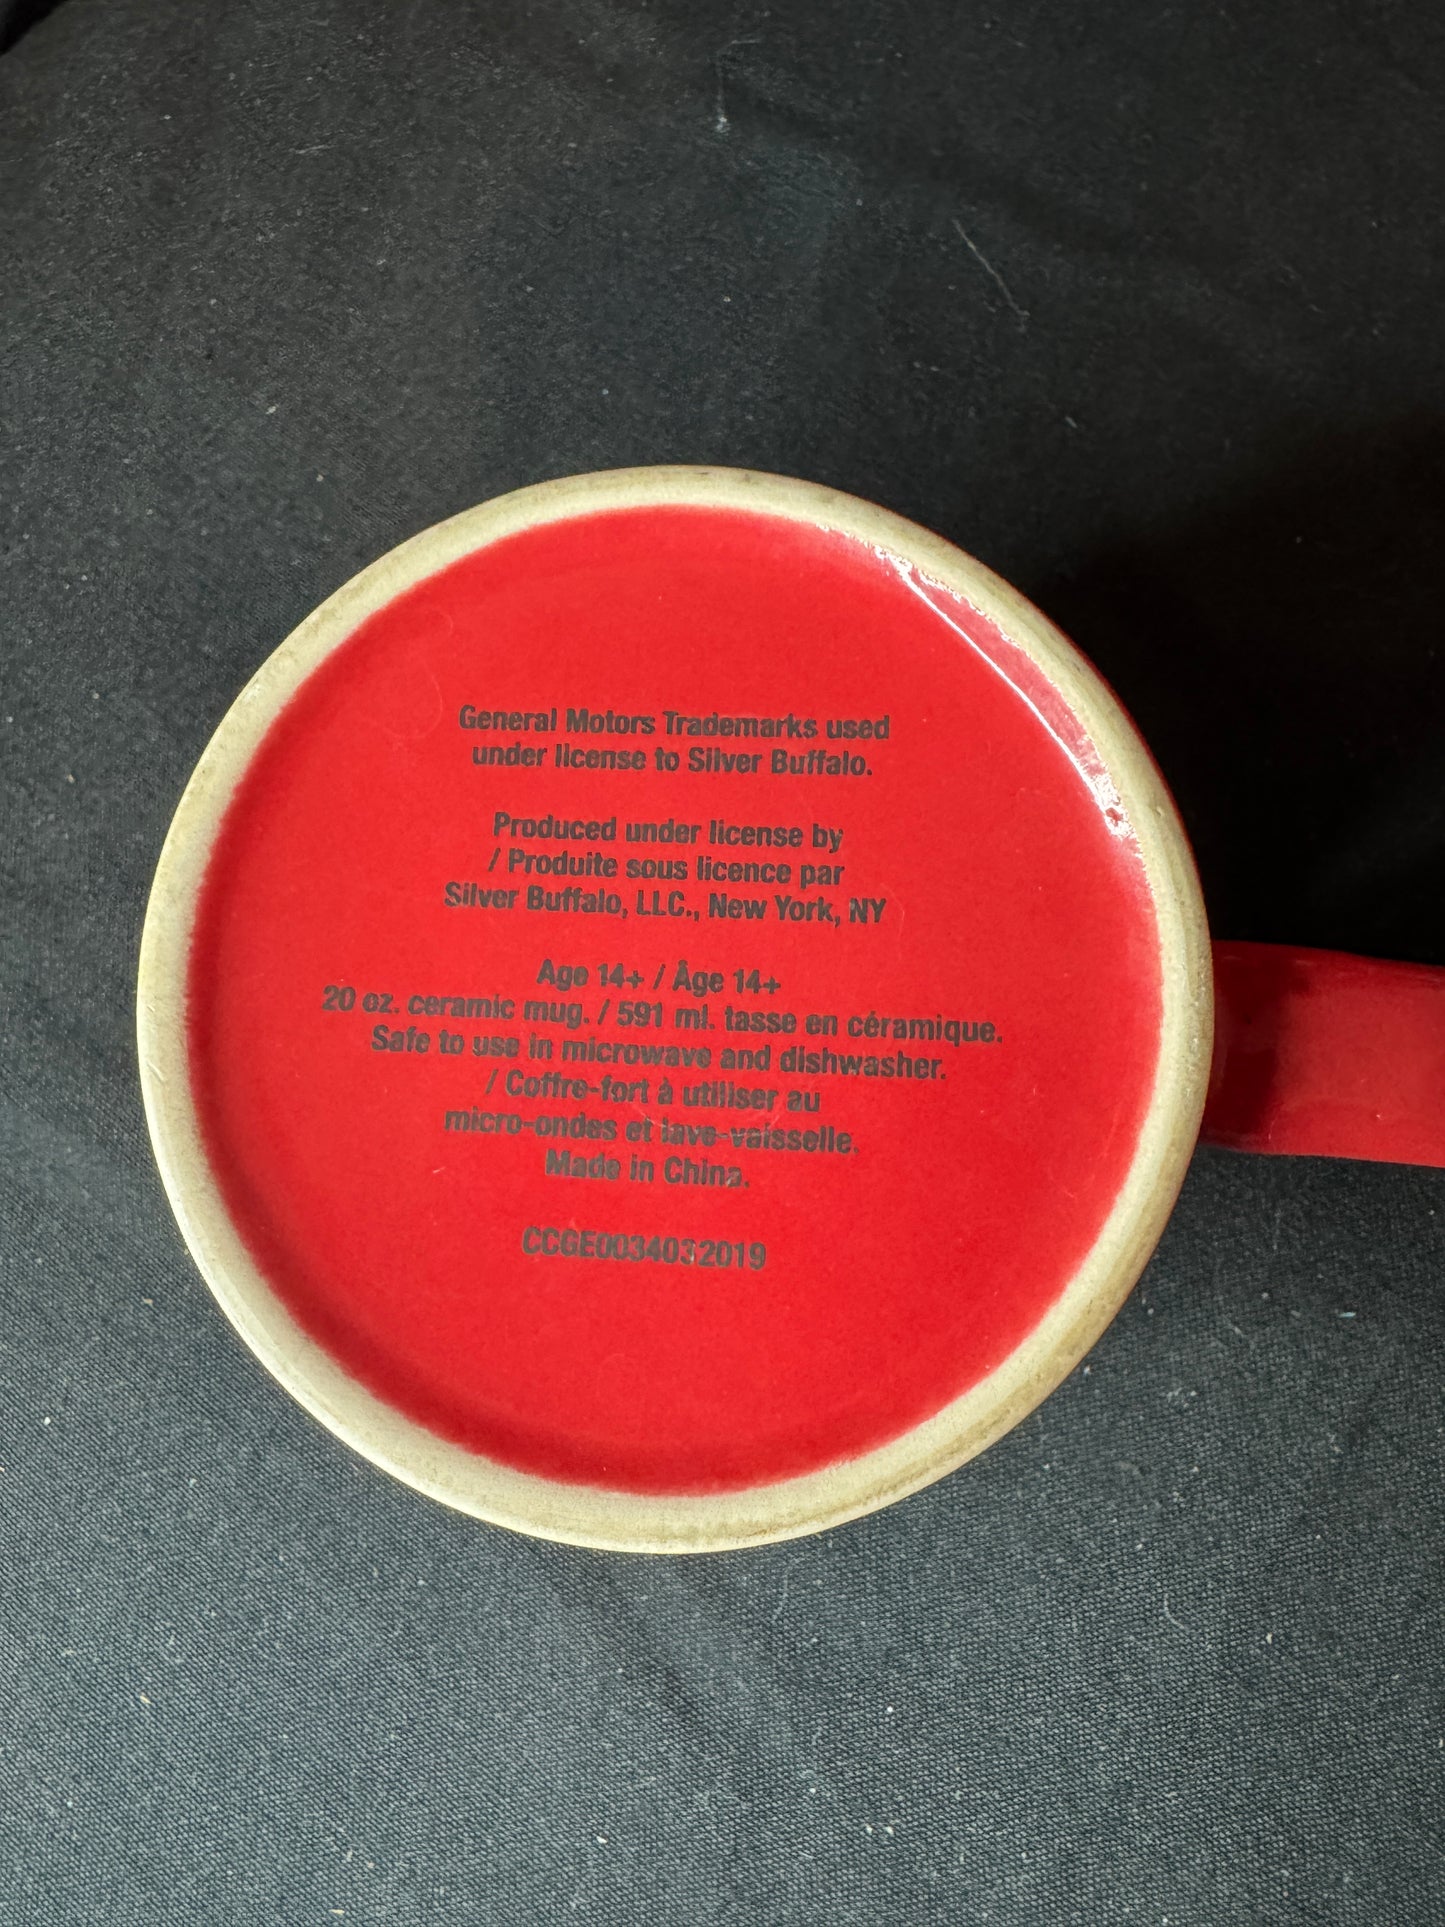 General Motors Trademarks used
under license to Silver Buffalo.
Produced under license by
/ Produite sous licence par
Silver Buffalo, LLC., New York, NY
Age 14+ / Âge 14+
20 oz. ceramic mug. / 591 ml. tasse en céramique.
Safe to use in microwave and dishwasher.
/ Coffre-fort à utiliser au
micro-ondes et lave-vaisselle.
Made in China.
CCGE0034032019